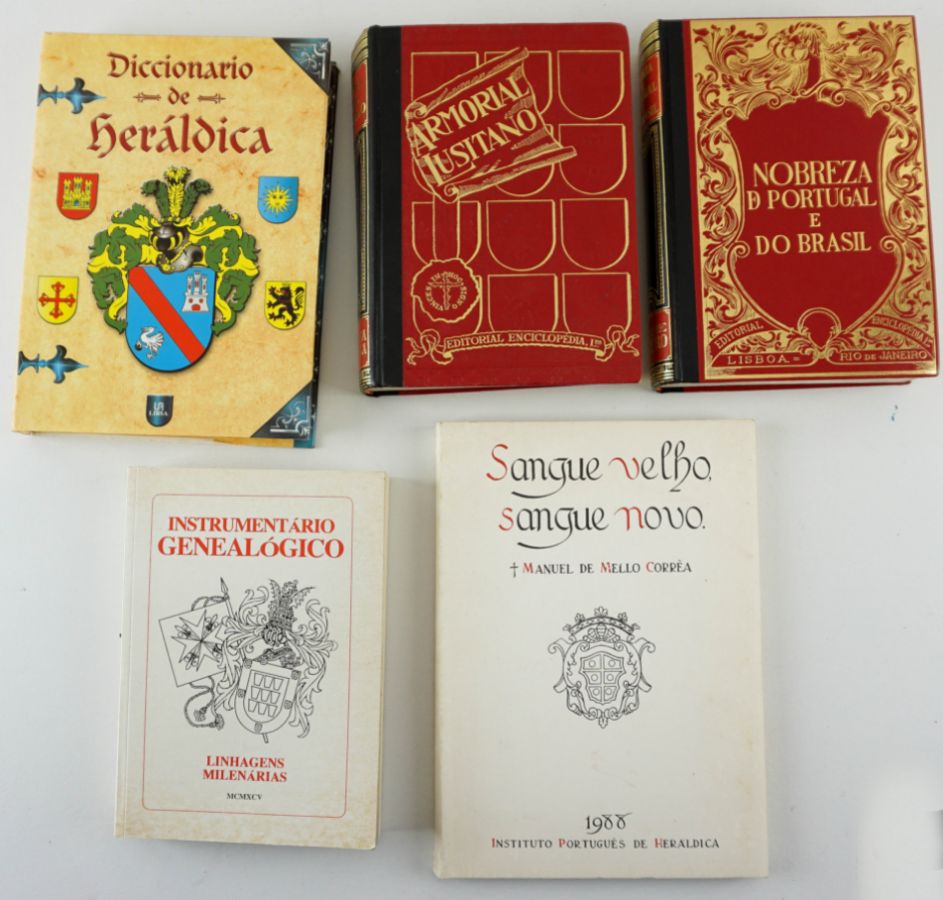 Diccionario
de
Heráldica
LIBSA
ARMORIAL
LUSITANO
EDITORIAL ENCICLOPÉDIA, L.DA
NOBREZA
DE PORTUGAL
E
DO BRASIL
EDITORIAL ENCICLOPÉDIA, L.
LISBOA = RIO DE JANEIRO
INSTRUMENTÁRIO
GENEALÓGICO
LINHAGENS
MILENÁRIAS
MCMXCV
Sangue velho,
sangue novo.
† MANUEL DE MELLO CORRÊA
1988
INSTITUTO PORTUGUÊS DE HERALDICA